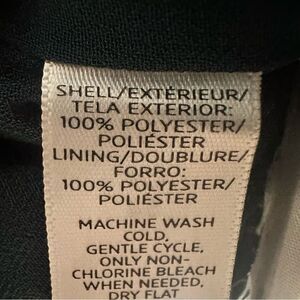 SHELL/EXTÉRIEUR/
TELA EXTERIOR:
100% POLYESTER/
POLIÉSTER
LINING/DOUBLURE/
FORRO:
100% POLYESTER/
POLIÉSTER
MACHINE WASH
COLD,
GENTLE CYCLE,
ONLY NON-
CHLORINE BLEACH
WHEN NEEDED,
DRY FLAT